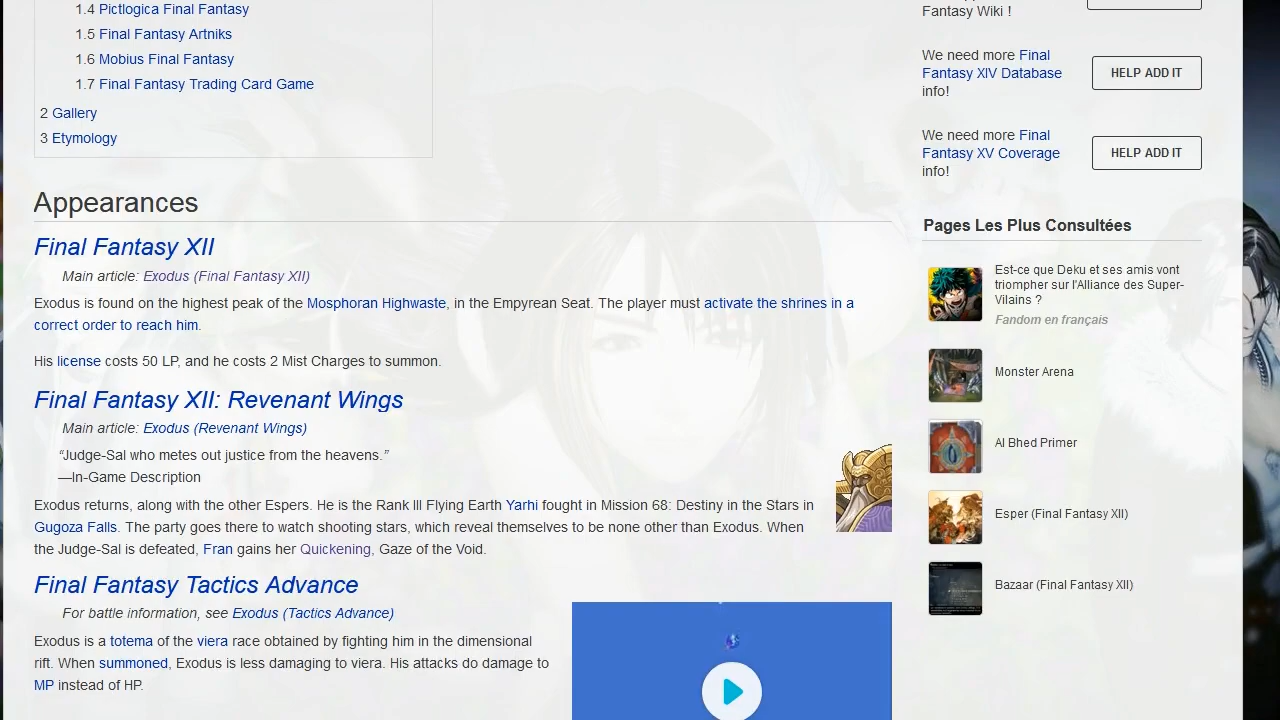 1.4 Pictlogica Final Fantasy
1.5 Final Fantasy Artniks
1.6 Mobius Final Fantasy
1.7 Final Fantasy Trading Card Game
2 Gallery
3 Etymology
Appearances
Final Fantasy XII
Main article: Exodus (Final Fantasy XII)
Exodus is found on the highest peak of the Mosphoran Highwaste, in the Empyrean Seat. The player must activate the shrines in a
correct order to reach him.
His license costs 50 LP, and he costs 2 Mist Charges to summon.
Final Fantasy XII: Revenant Wings
Main article: Exodus (Revenant Wings)
“Judge-Sal who metes out justice from the heavens.”
—In-Game Description
Exodus returns, along with the other Espers. He is the Rank III Flying Earth Yarhi fought in Mission 68: Destiny in the Stars in
Gugoza Falls. The party goes there to watch shooting stars, which reveal themselves to be none other than Exodus. When
the Judge-Sal is defeated, Fran gains her Quickening, Gaze of the Void.
Final Fantasy Tactics Advance
For battle information, see Exodus (Tactics Advance)
Exodus is a totema of the viera race obtained by fighting him in the dimensional
rift. When summoned, Exodus is less damaging to viera. His attacks do damage to
MP instead of HP.
Fantasy Wiki !
We need more Final
Fantasy XIV Database
info!
HELP ADD IT
We need more Final
Fantasy XV Coverage
info!
HELP ADD IT
Pages Les Plus Consultées
Est-ce que Deku et ses amis vont
triompher sur l'Alliance des Super-
Vilains ?
Fandom en français
Monster Arena
Al Bhed Primer
Esper (Final Fantasy XII)
Bazaar (Final Fantasy XII)